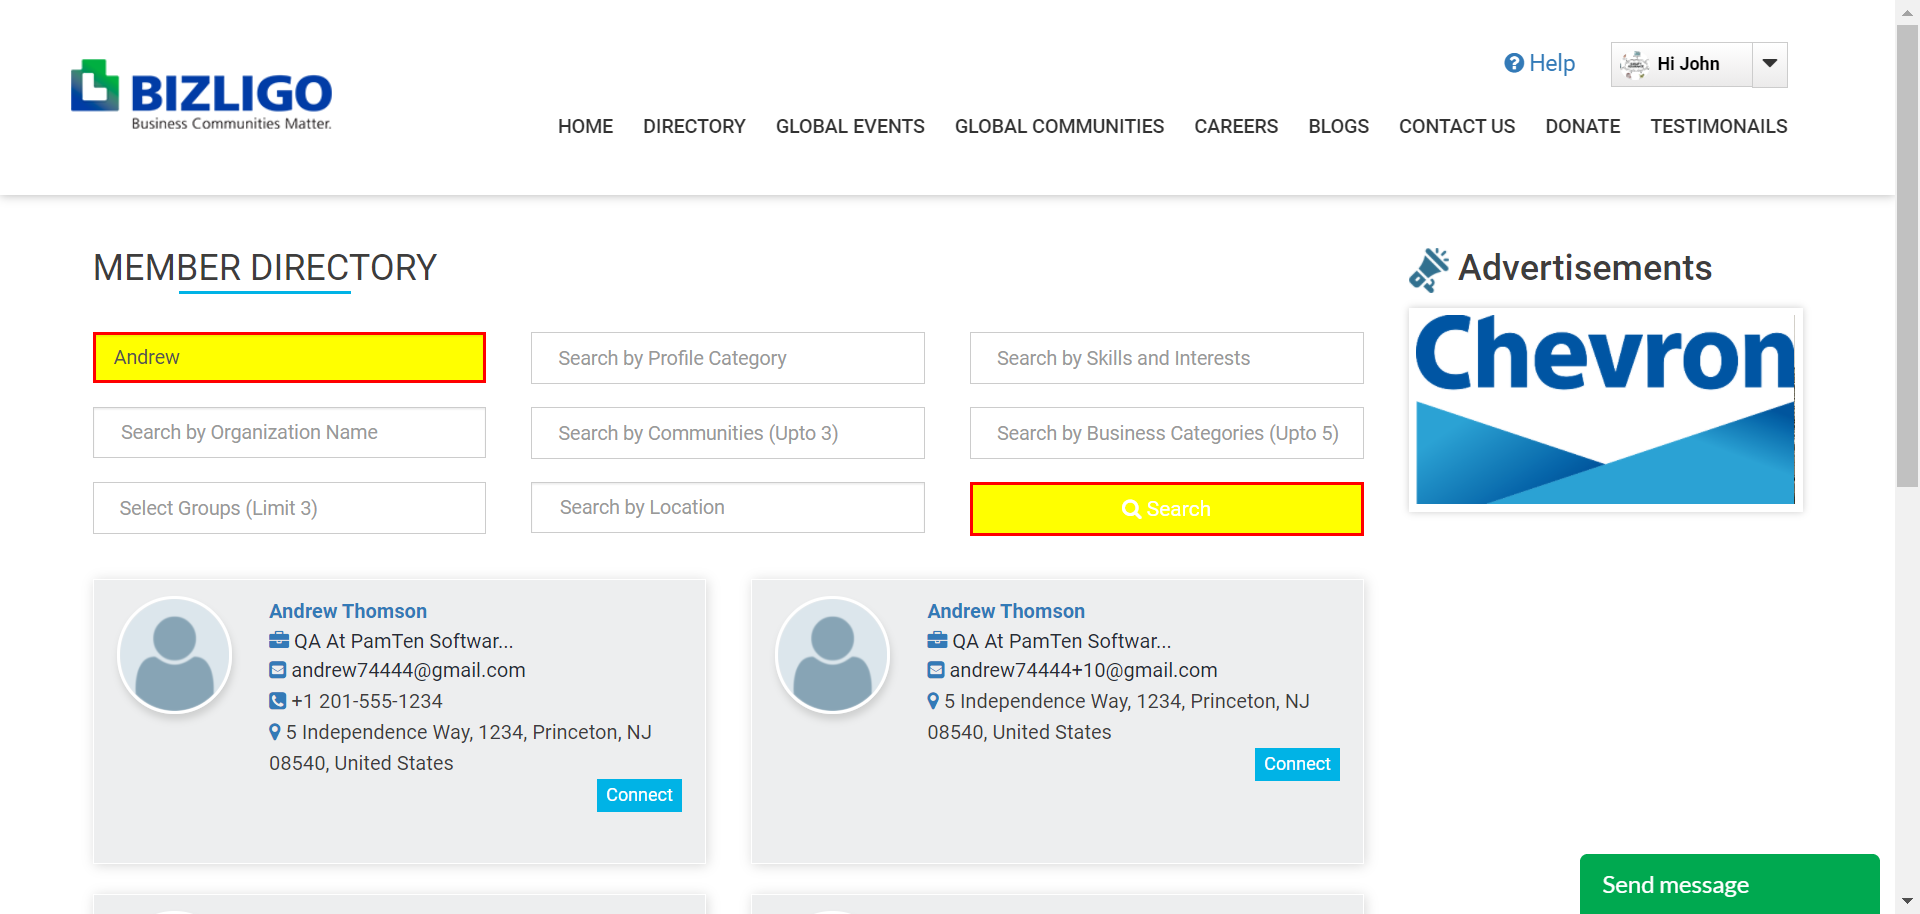 BIZLIGO
Business Communities Matter.
Help
Hi John
HOME DIRECTORY GLOBAL EVENTS GLOBAL COMMUNITIES CAREERS BLOGS CONTACT US DONATE TESTIMONAILS
MEMBER DIRECTORY
Andrew
Search by Profile Category
Search by Skills and Interests
Search by Organization Name
Search by Communities (Upto 3)
Search by Business Categories (Upto 5)
Select Groups (Limit 3)
Search by Location
Search
Andrew Thomson
QA At PamTen Softwar...
andrew74444@gmail.com
+1 201-555-1234
5 Independence Way, 1234, Princeton, NJ
08540, United States
Connect
Andrew Thomson
QA At PamTen Softwar...
andrew74444+10@gmail.com
5 Independence Way, 1234, Princeton, NJ
08540, United States
Connect
Advertisements
Chevron
Send message